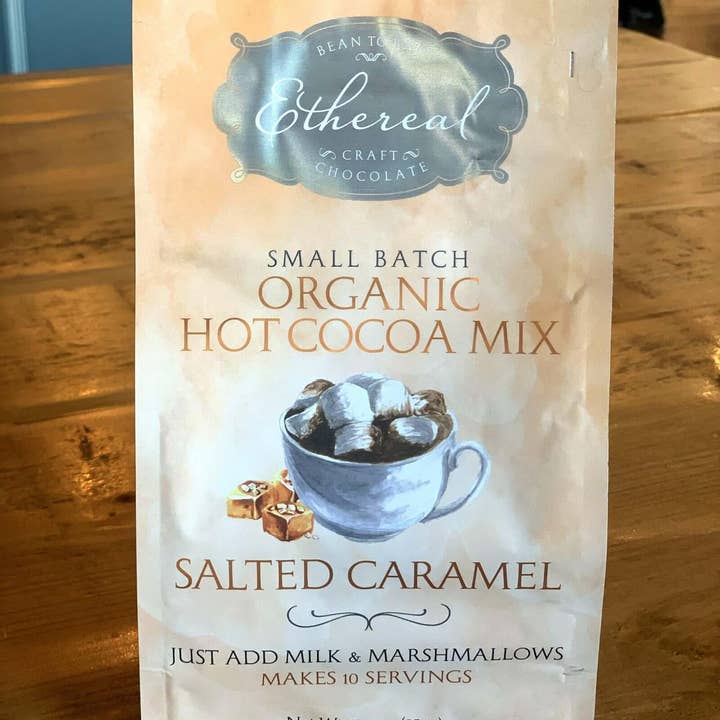 BEAN TO BAR
Ethereal
CRAFT
CHOCOLATE
SMALL BATCH
ORGANIC
HOT COCOA MIX
SALTED CARAMEL
JUST ADD MILK & MARSHMALLOWS
MAKES 10 SERVINGS